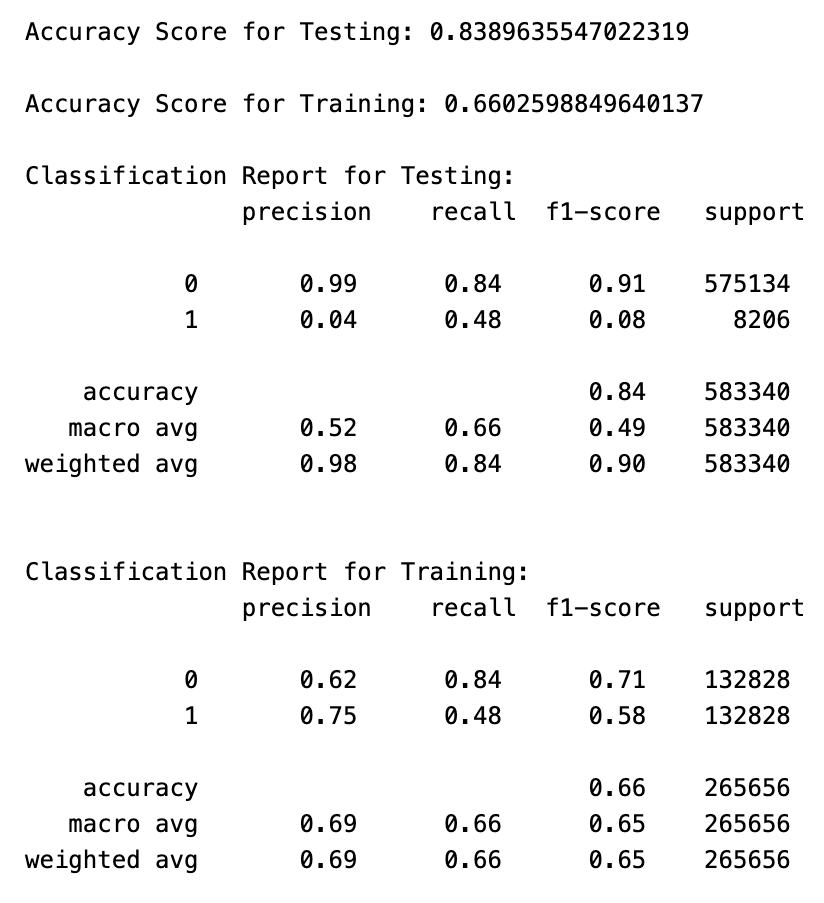 Accuracy Score for Testing: 0.8389635547022319
Accuracy Score for Training: 0.6602598849640137
Classification Report for Testing:
precision recall f1-score support
0 0.99 0.84 0.91 575134
1 0.04 0.48 0.08 8206
accuracy 0.84 583340
macro avg 0.52 0.66 0.49 583340
weighted avg 0.98 0.84 0.90 583340
Classification Report for Training:
precision recall f1-score support
0 0.62 0.84 0.71 132828
1 0.75 0.48 0.58 132828
accuracy 0.66 265656
macro avg 0.69 0.66 0.65 265656
weighted avg 0.69 0.66 0.65 265656